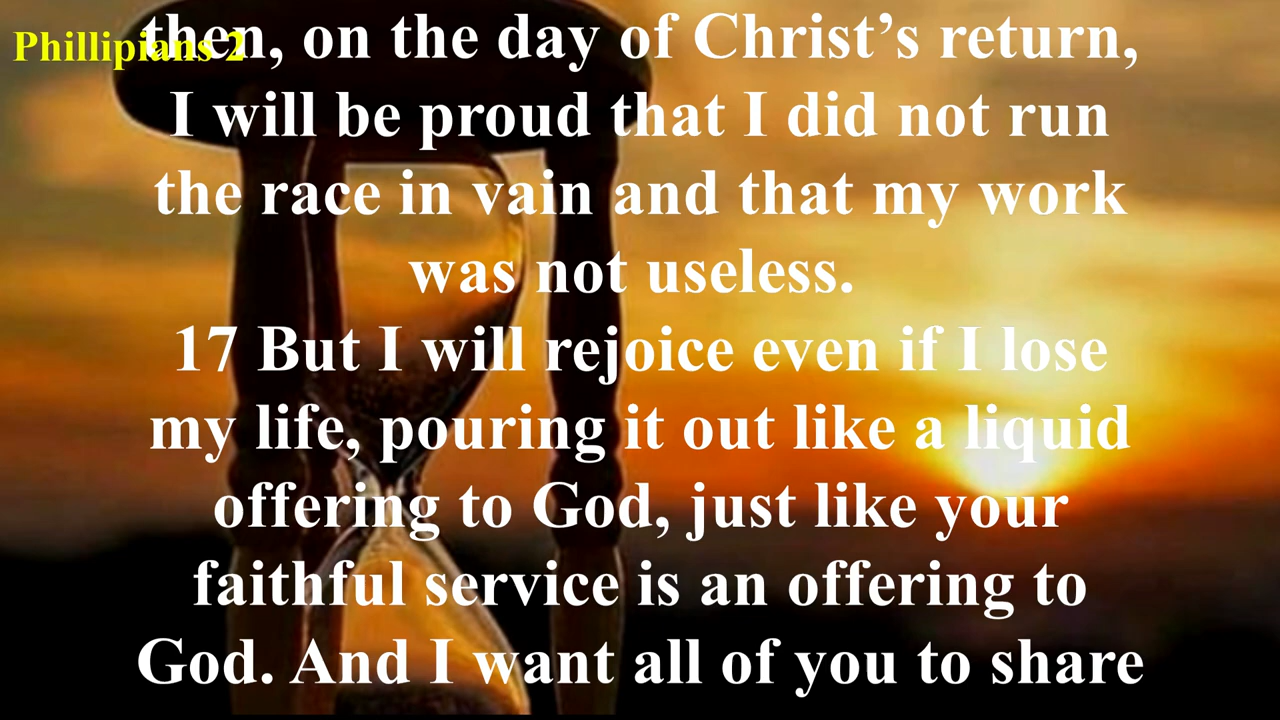 Phillipians 2
then, on the day of Christ’s return,
I will be proud that I did not run
the race in vain and that my work
was not useless.
17 But I will rejoice even if I lose
my life, pouring it out like a liquid
offering to God, just like your
faithful service is an offering to
God. And I want all of you to share